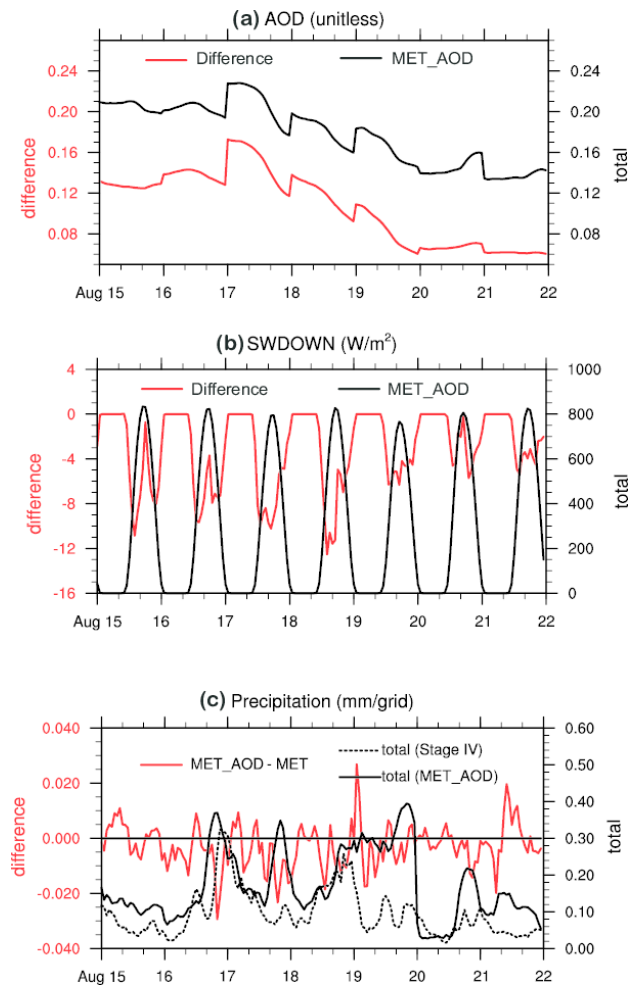 (a) AOD (unitless)
Difference MET_AOD
0.24 0.24
0.20 0.20
0.16 0.16
0.12 0.12
0.08 0.08
difference total
Aug 15 16 17 18 19 20 21 22
(b) SWDOWN (W/m²)
Difference MET_AOD
4 1000
0 800
-4 600
-8 400
-12 200
-16 0
difference total
Aug 15 16 17 18 19 20 21 22
(c) Precipitation (mm/grid)
MET_AOD - MET
total (Stage IV)
total (MET_AOD)
0.040 0.60
0.020 0.50
0.40
0.000 0.30
0.20
-0.020 0.10
-0.040 0.00
difference total
Aug 15 16 17 18 19 20 21 22